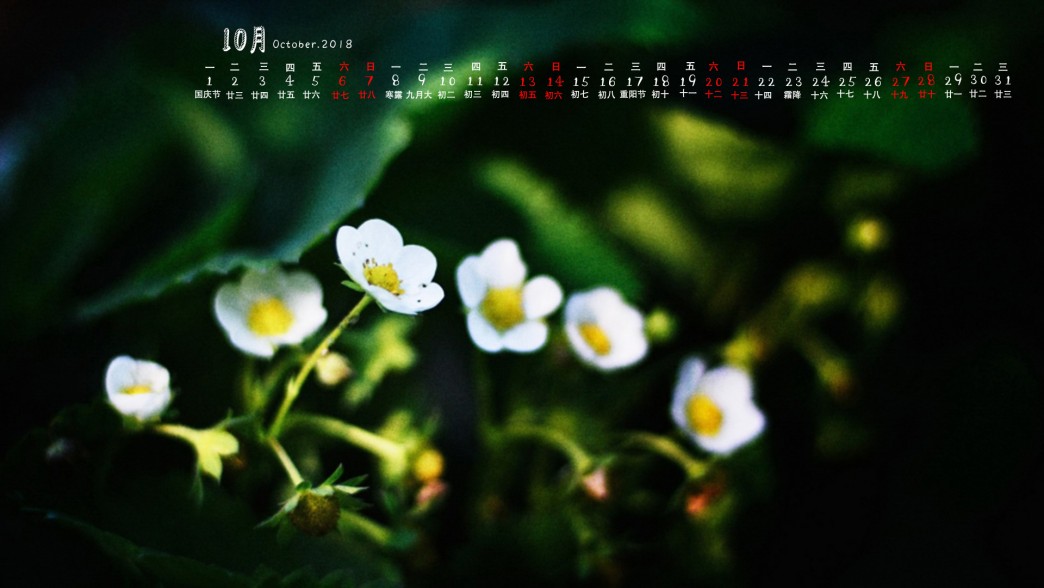 10月 October.2018
一 二 三 四 五 六 日 一 二 三 四 五 六 日 一 二 三 四 五 六 日 一 二 三 四 五 六 日 一 二 三
1 2 3 4 5 6 7 8 9 10 11 12 13 14 15 16 17 18 19 20 21 22 23 24 25 26 27 28 29 30 31
国庆节 廿三 廿四 廿五 廿六 廿七 廿八 寒露 九月大 初二 初三 初四 初五 初六 初七 初八 重阳节 初十 十一 十二 十三 十四 霜降 十六 十七 十八 十九 廿十 廿一 廿二 廿三